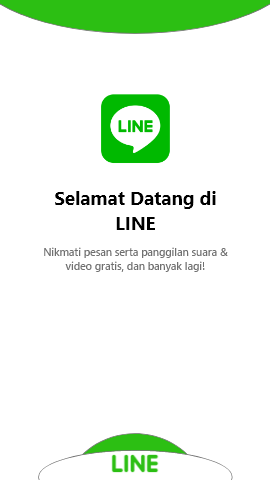 LINE
Selamat Datang di
LINE
Nikmati pesan serta panggilan suara &
video gratis, dan banyak lagi!
LINE